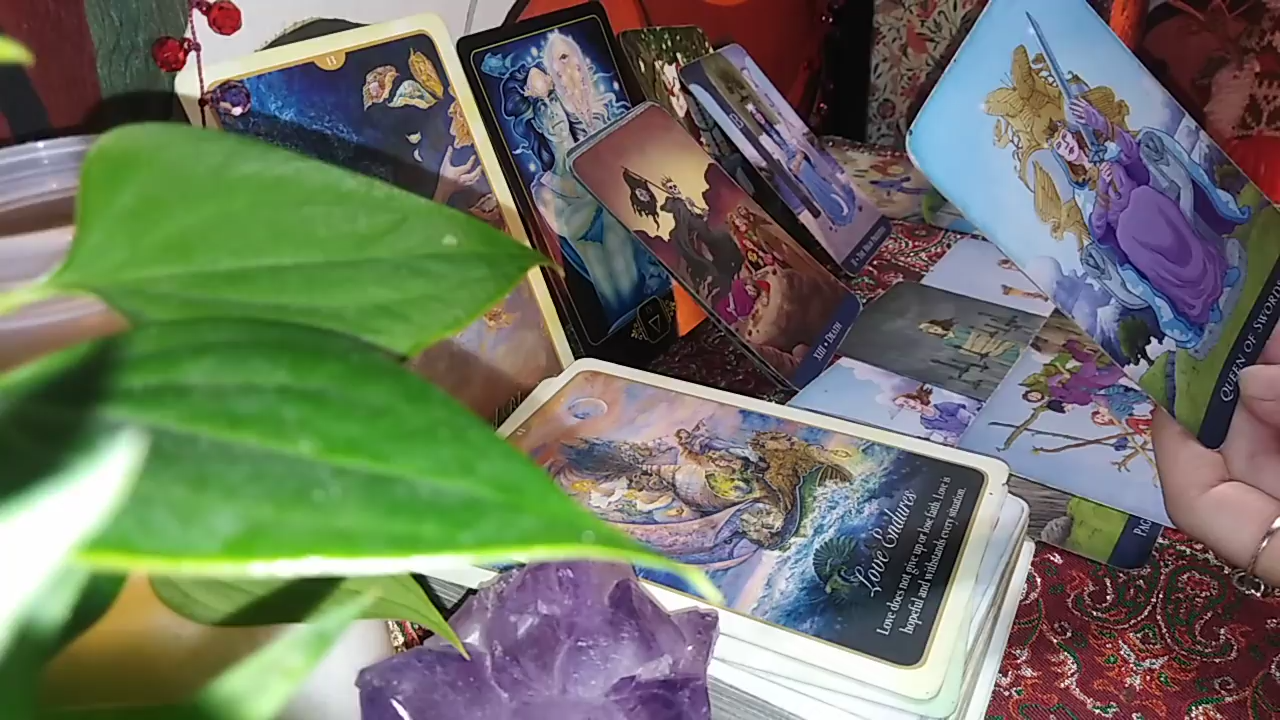 XIII • DEATH
QUEEN OF SWORDS
Love Endures
Love does not give up or lose faith. Love is
hopeful and withstands every situation.